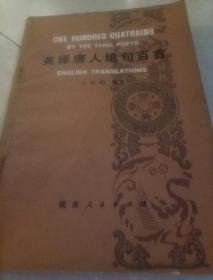 ONE HUNDRED QUATRAINS
BY THE TANG POETS
英译唐人绝句百首
ENGLISH TRANSLATIONS
湖南人民出版社